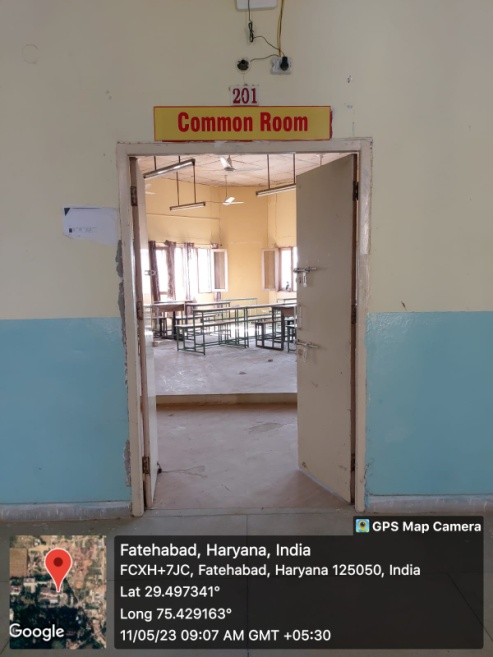 201
Common Room
GPS Map Camera
Fatehabad, Haryana, India
FCXH+7JC, Fatehabad, Haryana 125050, India
Lat 29.497341°
Long 75.429163°
11/05/23 09:07 AM GMT +05:30
Google